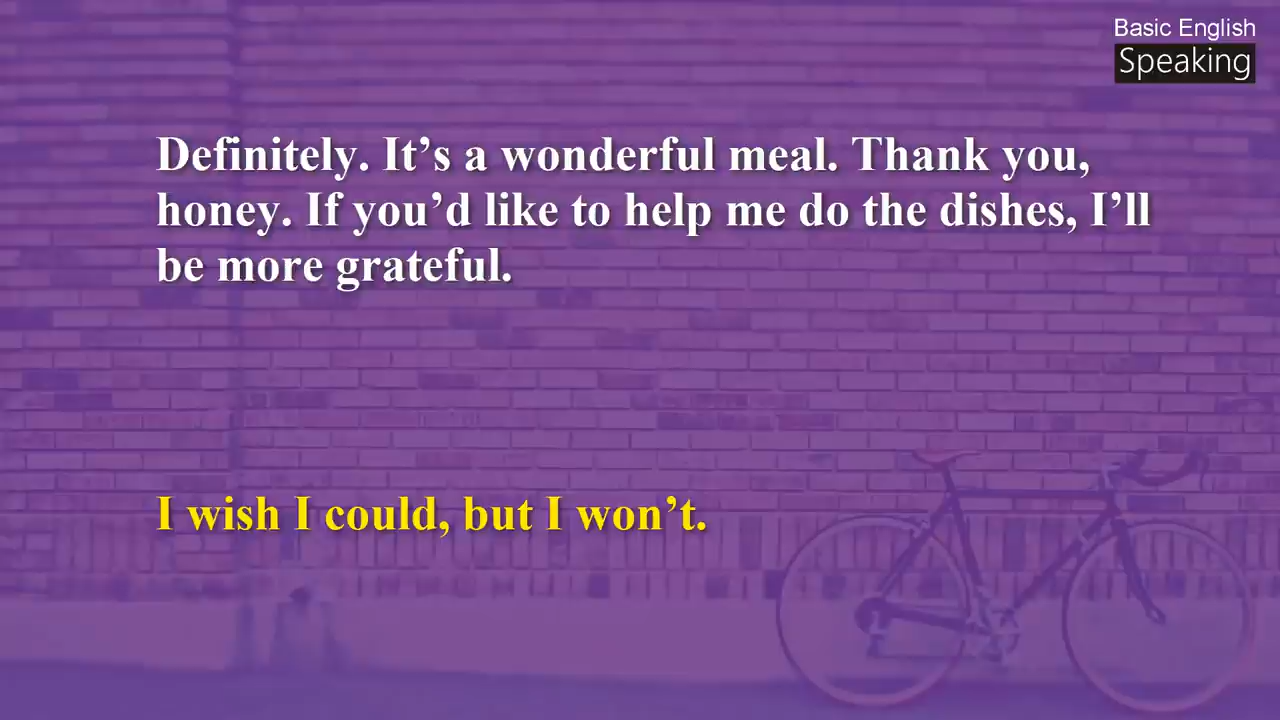 Basic English
Speaking
Definitely. It’s a wonderful meal. Thank you,
honey. If you’d like to help me do the dishes, I’ll
be more grateful.
I wish I could, but I won’t.